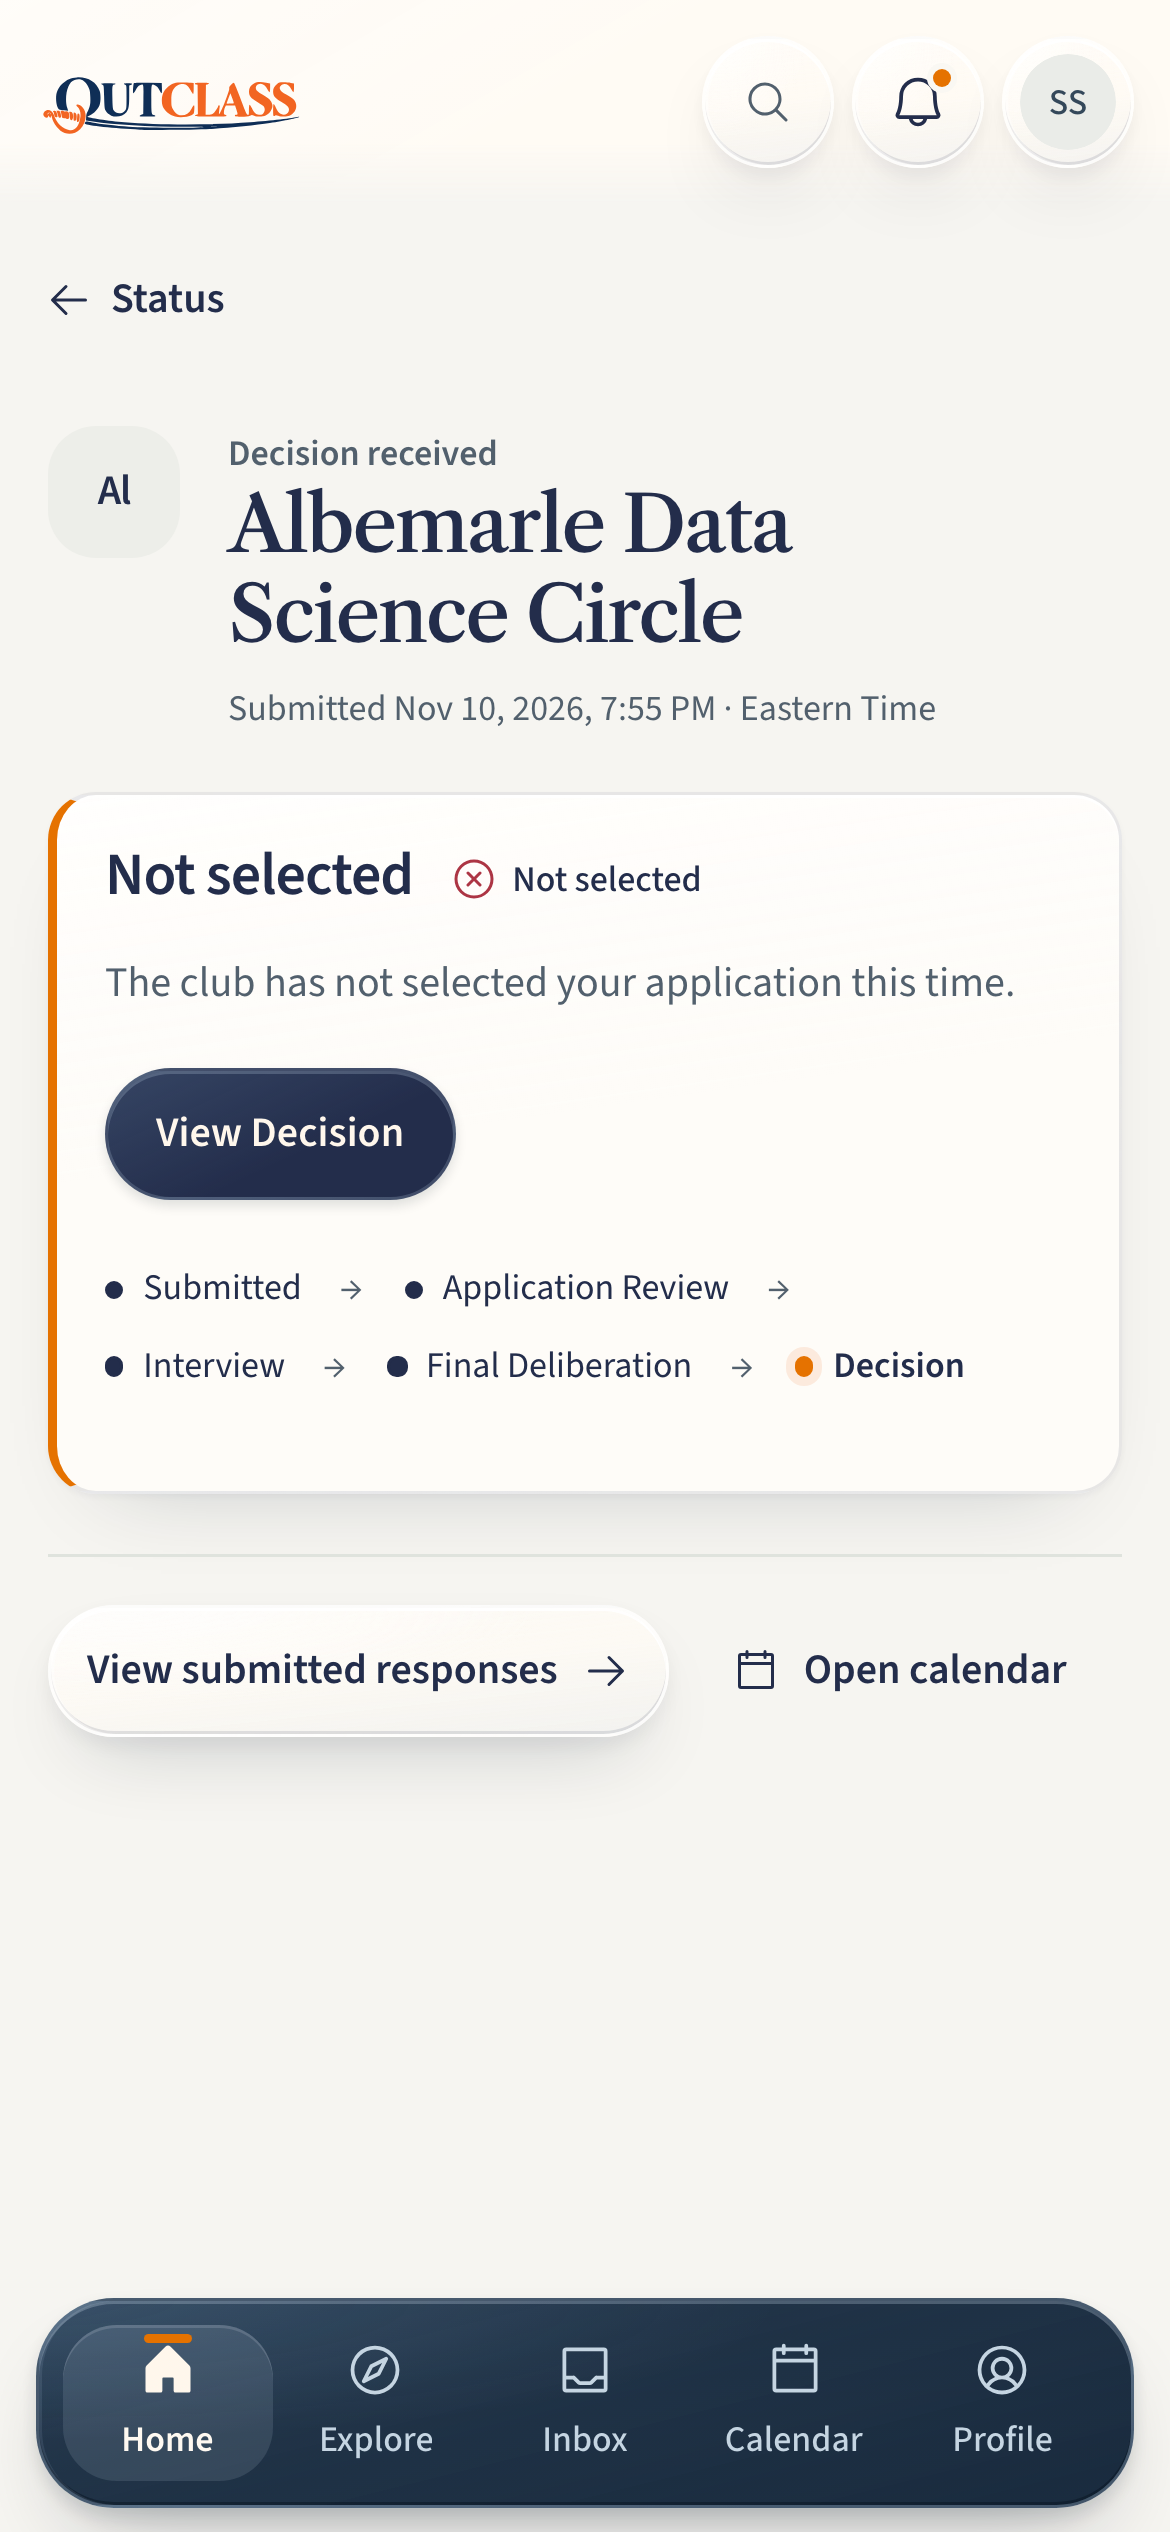 OUTCLASS
SS
Status
Al
Decision received
Albemarle Data
Science Circle
Submitted Nov 10, 2026, 7:55 PM · Eastern Time
Not selected
Not selected
The club has not selected your application this time.
View Decision
Submitted → Application Review →
Interview → Final Deliberation → Decision
View submitted responses →
Open calendar
Home
Explore
Inbox
Calendar
Profile